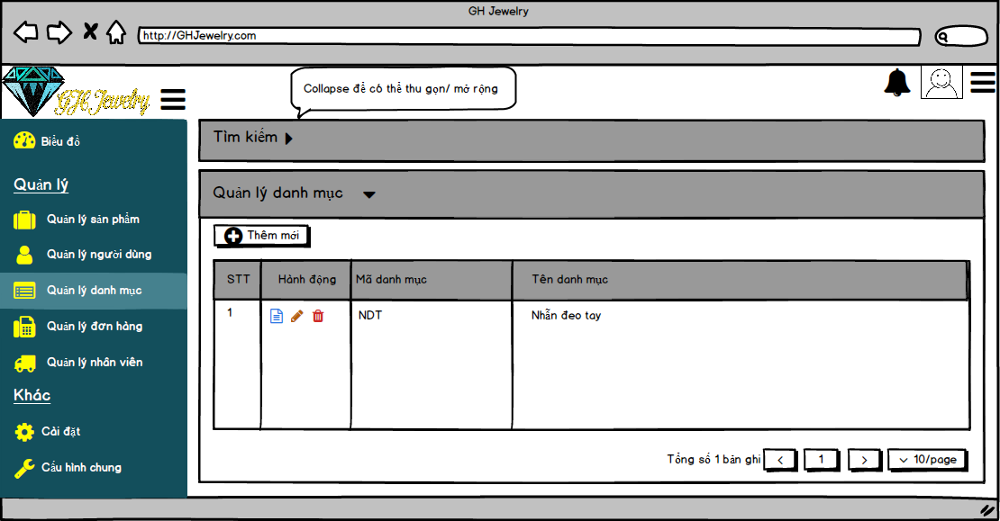 GH Jewelry
http://GHJewelry.com
GH Jewelry
Collapse để có thể thu gọn/ mở rộng
Biểu đồ
Quản lý
Quản lý sản phẩm
Quản lý người dùng
Quản lý danh mục
Quản lý đơn hàng
Quản lý nhân viên
Khác
Cài đặt
Cấu hình chung
Tìm kiếm
Quản lý danh mục
Thêm mới
STT Hành động Mã danh mục Tên danh mục
1 NDT Nhẫn đeo tay
Tổng số 1 bản ghi < 1 > 10/page